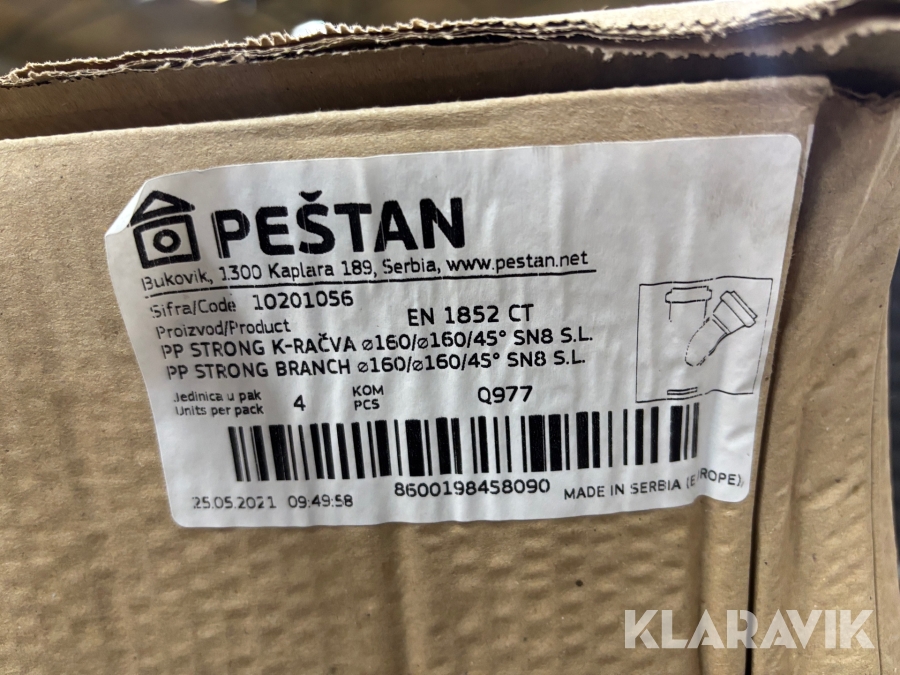 PEŠTAN
Bukovik, 1300 Kaplara 189, Serbia, www.pestan.net
Sifra/Code 10201056
EN 1852 CT
Proizvod/Product
PP STRONG K-RAČVA ⌀160/⌀160/45° SN8 S.L.
PP STRONG BRANCH ⌀160/⌀160/45° SN8 S.L.
Jedinica u pak
Units per pack
4
KOM
PCS
Q977
8600198458090
25.05.2021 09:49:58
MADE IN SERBIA (EUROPE)
KLARAVIK